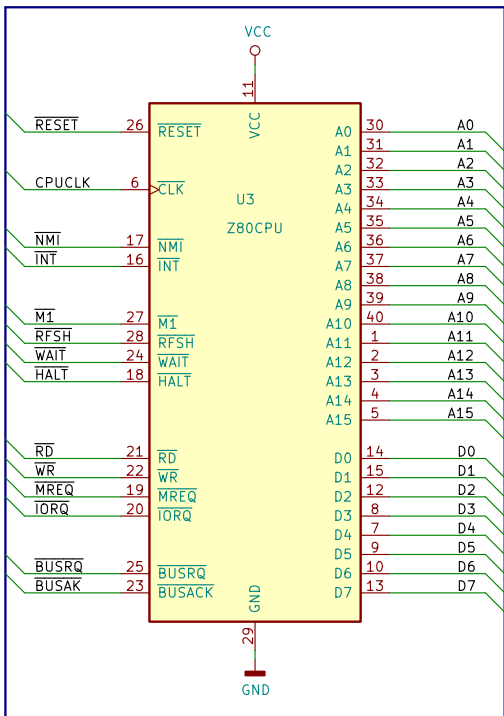 VCC
11
VCC
RESET 26 RESET
A0 30 A0
A1 31 A1
A2 32 A2
CPUCLK 6 CLK
A3 33 A3
U3
A4 34 A4
Z80CPU
A5 35 A5
NMI 17 NMI
A6 36 A6
INT 16 INT
A7 37 A7
A8 38 A8
A9 39 A9
M1 27 M1
A10 40 A10
RFSH 28 RFSH
A11 1 A11
WAIT 24 WAIT
A12 2 A12
HALT 18 HALT
A13 3 A13
A14 4 A14
A15 5 A15
RD 21 RD
D0 14 D0
WR 22 WR
D1 15 D1
MREQ 19 MREQ
D2 12 D2
IORQ 20 IORQ
D3 8 D3
D4 7 D4
D5 9 D5
BUSRQ 25 BUSRQ
D6 10 D6
BUSAK 23 BUSACK
D7 13 D7
GND
29
GND